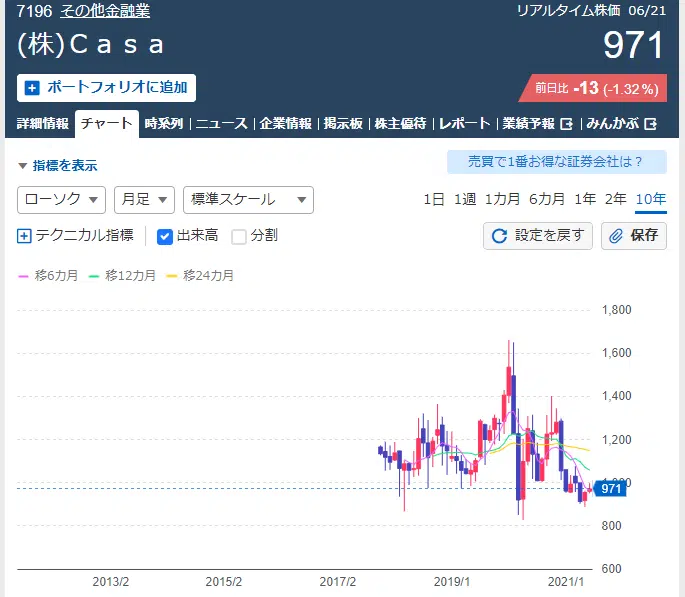 7196 その他金融業
リアルタイム株価 06/21
(株)Ｃａｓａ
971
ポートフォリオに追加
前日比 -13 (-1.32%)
詳細情報 チャート 時系列 ニュース 企業情報 掲示板 株主優待 レポート 業績予報 みんかぶ
指標を表示
売買で1番お得な証券会社は？
ローソク 月足 標準スケール
1日 1週 1カ月 6カ月 1年 2年 10年
テクニカル指標 出来高 分割
設定を戻す 保存
移6カ月 移12カ月 移24カ月
1,800
1,600
1,400
1,200
1,000
971
800
600
2013/2 2015/2 2017/2 2019/1 2021/1